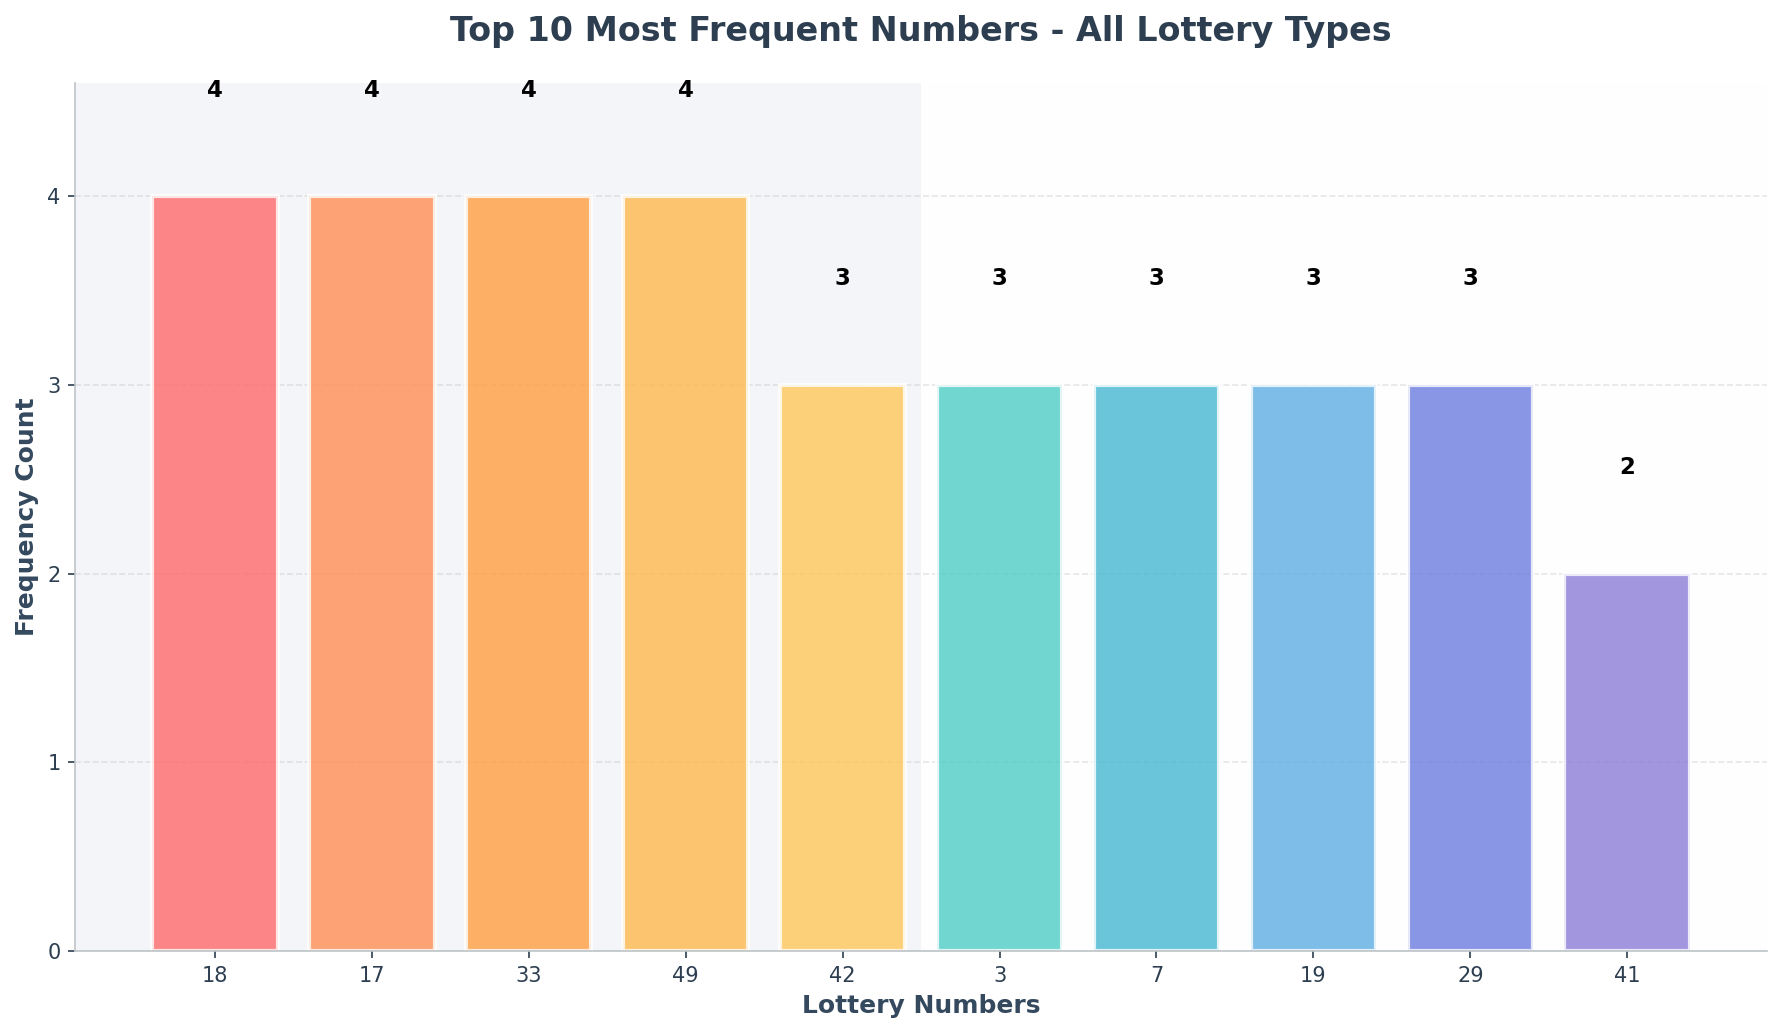 Top 10 Most Frequent Numbers - All Lottery Types
4 4 4 4
4
3 3 3 3 3
3
2
2
1
0
Frequency Count
18 17 33 49 42 3 7 19 29 41
Lottery Numbers